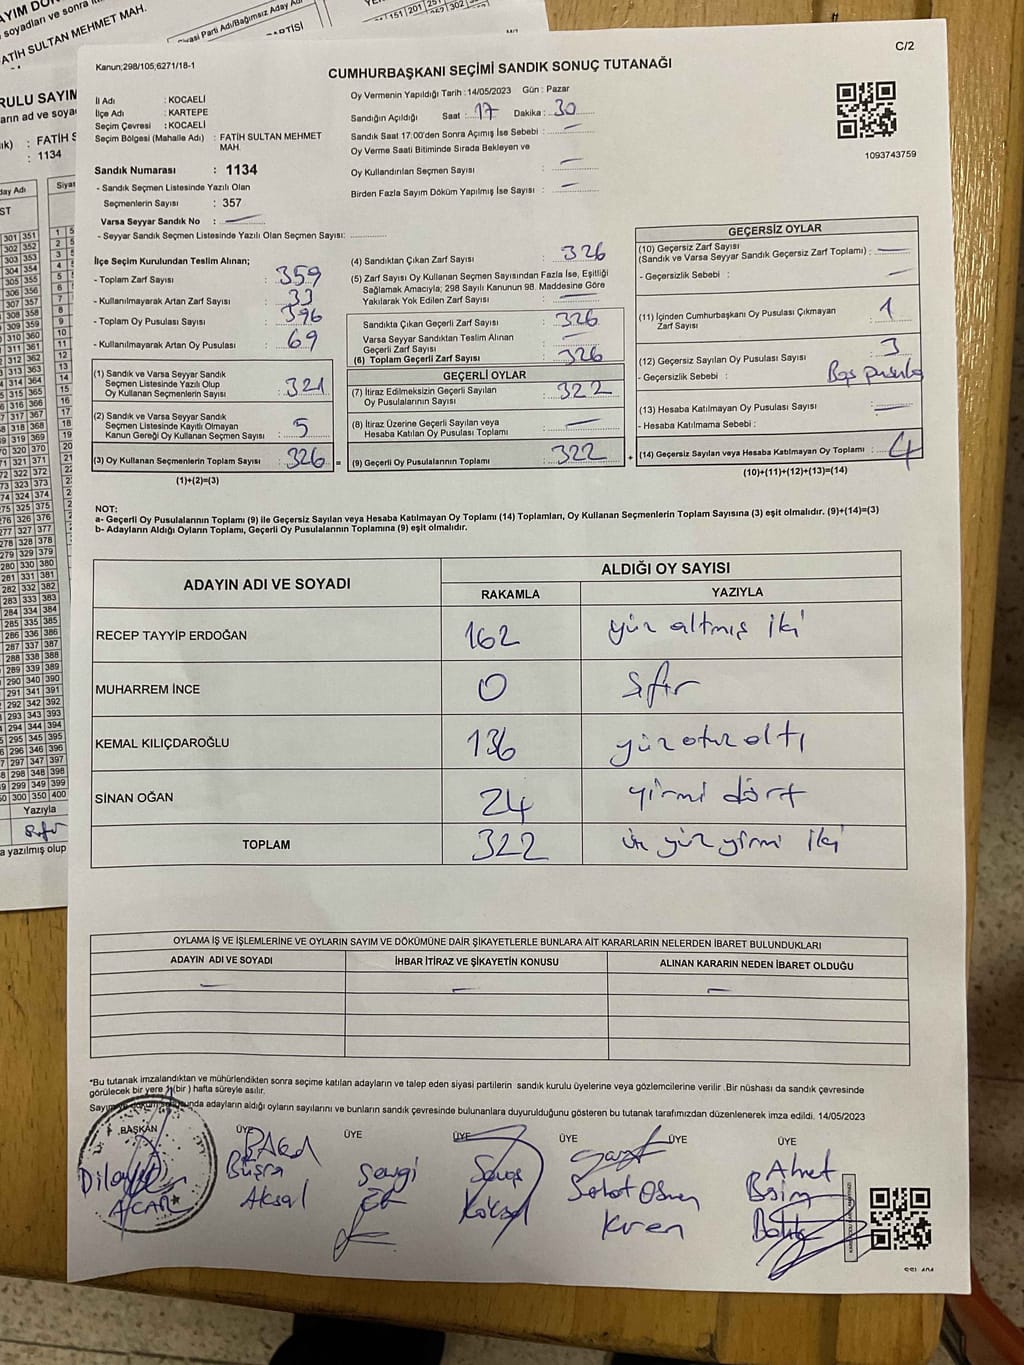 C/2
Kanun;298/105;6271/18-1
CUMHURBAŞKANI SEÇİMİ SANDIK SONUÇ TUTANAĞI
İl Adı : KOCAELİ
İlçe Adı : KARTEPE
Seçim Çevresi : KOCAELİ
Seçim Bölgesi (Mahalle Adı) : FATİH SULTAN MEHMET MAH.
Sandık Numarası : 1134
- Sandık Seçmen Listesinde Yazılı Olan
Seçmenlerin Sayısı : 357
Varsa Seyyar Sandık No : —
- Seyyar Sandık Seçmen Listesinde Yazılı Olan Seçmen Sayısı:
Oy Vermenin Yapıldığı Tarih : 14/05/2023 Gün : Pazar
Sandığın Açıldığı Saat : 17 Dakika : 30
Sandık Saat 17:00'den Sonra Açımış İse Sebebi : —
Oy Verme Saati Bitiminde Sırada Bekleyen ve
Oy Kullandırılan Seçmen Sayısı : —
Birden Fazla Sayım Döküm Yapılmış İse Sayısı : —
1093743759
İlçe Seçim Kurulundan Teslim Alınan;
- Toplam Zarf Sayısı : 359
- Kullanılmayarak Artan Zarf Sayısı : 33
- Toplam Oy Pusulası Sayısı : 396
- Kullanılmayarak Artan Oy Pusulası : 69
(1) Sandık ve Varsa Seyyar Sandık
Seçmen Listesinde Yazılı Olup
Oy Kullanan Seçmenlerin Sayısı : 321
(2) Sandık ve Varsa Seyyar Sandık
Seçmen Listesinde Kayıtlı Olmayan
Kanun Gereği Oy Kullanan Seçmen Sayısı : 5
(3) Oy Kullanan Seçmenlerin Toplam Sayısı : 326 =
(1)+(2)=(3)
(4) Sandıktan Çıkan Zarf Sayısı : 326
(5) Zarf Sayısı Oy Kullanan Seçmen Sayısından Fazla İse, Eşitliği
Sağlamak Amacıyla; 298 Sayılı Kanunun 98. Maddesine Göre
Yakılarak Yok Edilen Zarf Sayısı : —
Sandıkta Çıkan Geçerli Zarf Sayısı : 326
Varsa Seyyar Sandıktan Teslim Alınan
Geçerli Zarf Sayısı : —
(6) Toplam Geçerli Zarf Sayısı : 326
GEÇERLİ OYLAR
(7) İtiraz Edilmeksizin Geçerli Sayılan
Oy Pusulalarının Sayısı : 322
(8) İtiraz Üzerine Geçerli Sayılan veya
Hesaba Katılan Oy Pusulası Toplamı : —
(9) Geçerli Oy Pusulalarının Toplamı : 322 +
GEÇERSİZ OYLAR
(10) Geçersiz Zarf Sayısı
(Sandık ve Varsa Seyyar Sandık Geçersiz Zarf Toplamı) : —
- Geçersizlik Sebebi : —
(11) İçinden Cumhurbaşkanı Oy Pusulası Çıkmayan
Zarf Sayısı : 1
(12) Geçersiz Sayılan Oy Pusulası Sayısı : 3
- Geçersizlik Sebebi : Boş pusula
(13) Hesaba Katılmayan Oy Pusulası Sayısı : —
- Hesaba Katılmama Sebebi :
(14) Geçersiz Sayılan veya Hesaba Katılmayan Oy Toplamı : 4
(10)+(11)+(12)+(13)=(14)
NOT:
a- Geçerli Oy Pusulalarının Toplamı (9) ile Geçersiz Sayılan veya Hesaba Katılmayan Oy Toplamı (14) Toplamları, Oy Kullanan Seçmenlerin Toplam Sayısına (3) eşit olmalıdır. (9)+(14)=(3)
b- Adayların Aldığı Oyların Toplamı, Geçerli Oy Pusulalarının Toplamına (9) eşit olmalıdır.
ADAYIN ADI VE SOYADI ALDIĞI OY SAYISI
RAKAMLA YAZIYLA
RECEP TAYYİP ERDOĞAN 162 yüz altmış iki
MUHARREM İNCE 0 sıfır
KEMAL KILIÇDAROĞLU 136 yüz otuz altı
SİNAN OĞAN 24 yirmi dört
TOPLAM 322 üç yüz yirmi iki
OYLAMA İŞ VE İŞLEMLERİNE VE OYLARIN SAYIM VE DÖKÜMÜNE DAİR ŞİKAYETLERLE BUNLARA AİT KARARLARIN NELERDEN İBARET BULUNDUKLARI
ADAYIN ADI VE SOYADI İHBAR İTİRAZ VE ŞİKAYETİN KONUSU ALINAN KARARIN NEDEN İBARET OLDUĞU
— — —
*Bu tutanak imzalandıktan ve mühürlendikten sonra seçime katılan adayların ve talep eden siyasi partilerin sandık kurulu üyelerine veya gözlemcilerine verilir .Bir nüshası da sandık çevresinde
görülecek bir yere 1(bir ) hafta süreyle asılır.
adayların aldığı oyların sayılarını ve bunların sandık çevresinde bulunanlara duyurulduğunu gösteren bu tutanak tarafımızdan düzenlenerek imza edildi. 14/05/2023
BAŞKAN ÜYE ÜYE ÜYE ÜYE ÜYE ÜYE
ACAR Büşra Aksal Sevgi Savaş Köksal Osman Ahmet